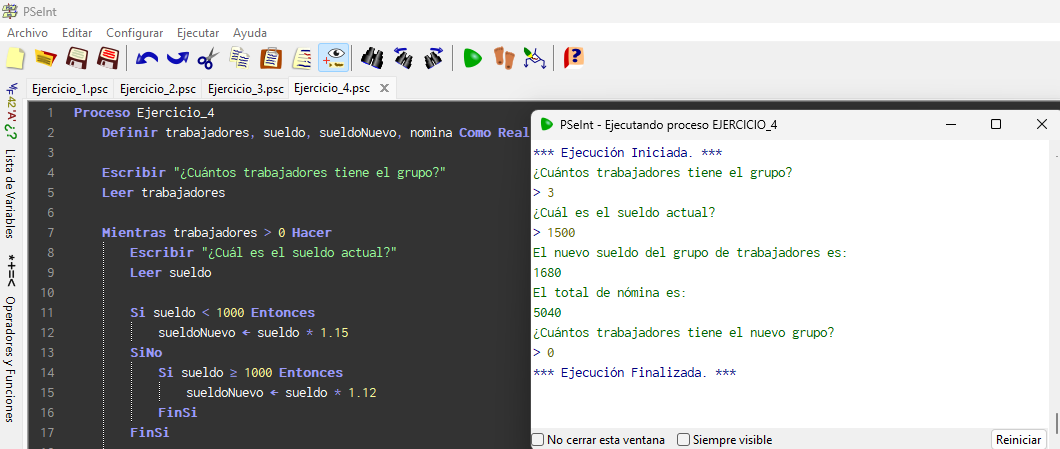 PSeInt
Archivo Editar Configurar Ejecutar Ayuda
Ejercicio_1.psc Ejercicio_2.psc Ejercicio_3.psc Ejercicio_4.psc
Lista de Variables
*+=< Operadores y Funciones
1 Proceso Ejercicio_4
2 Definir trabajadores, sueldo, sueldoNuevo, nomina Como Real
3
4 Escribir "¿Cuántos trabajadores tiene el grupo?"
5 Leer trabajadores
6
7 Mientras trabajadores > 0 Hacer
8 Escribir "¿Cuál es el sueldo actual?"
9 Leer sueldo
10
11 Si sueldo < 1000 Entonces
12 sueldoNuevo ← sueldo * 1.15
13 SiNo
14 Si sueldo ≥ 1000 Entonces
15 sueldoNuevo ← sueldo * 1.12
16 FinSi
17 FinSi
PSeInt - Ejecutando proceso EJERCICIO_4
*** Ejecución Iniciada. ***
¿Cuántos trabajadores tiene el grupo?
> 3
¿Cuál es el sueldo actual?
> 1500
El nuevo sueldo del grupo de trabajadores es:
1680
El total de nómina es:
5040
¿Cuántos trabajadores tiene el nuevo grupo?
> 0
*** Ejecución Finalizada. ***
No cerrar esta ventana Siempre visible Reiniciar